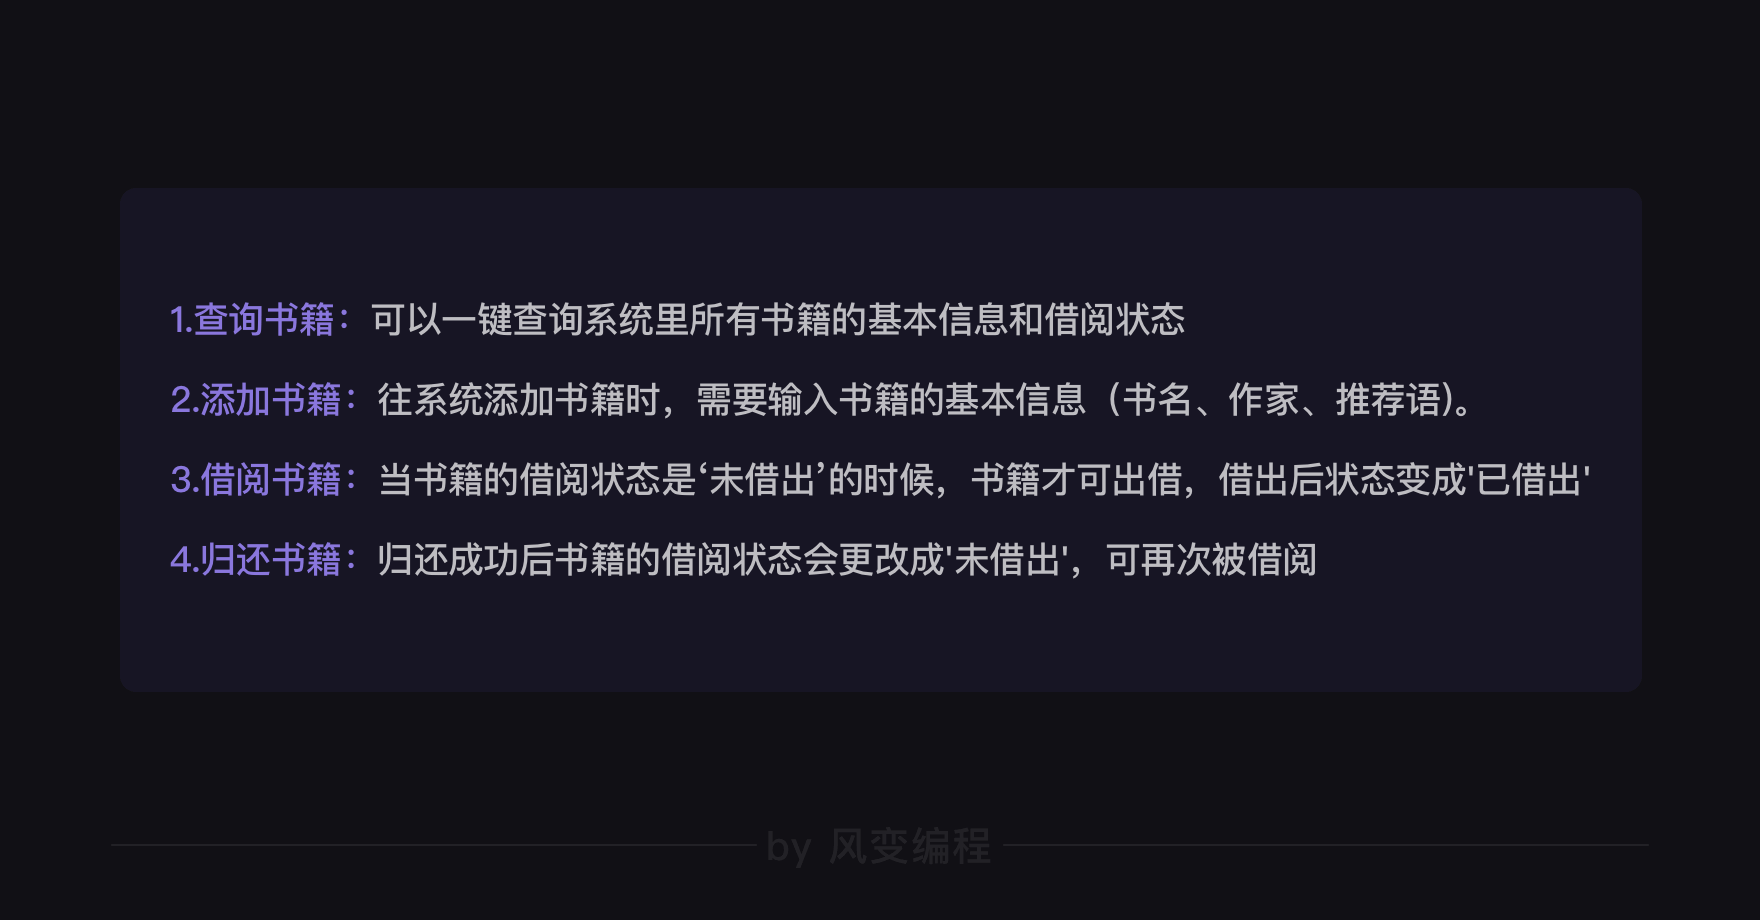 1.查询书籍：可以一键查询系统里所有书籍的基本信息和借阅状态
2.添加书籍：往系统添加书籍时，需要输入书籍的基本信息（书名、作家、推荐语)。
3.借阅书籍：当书籍的借阅状态是‘未借出’的时候，书籍才可出借，借出后状态变成'已借出'
4.归还书籍：归还成功后书籍的借阅状态会更改成'未借出'，可再次被借阅
by 风变编程